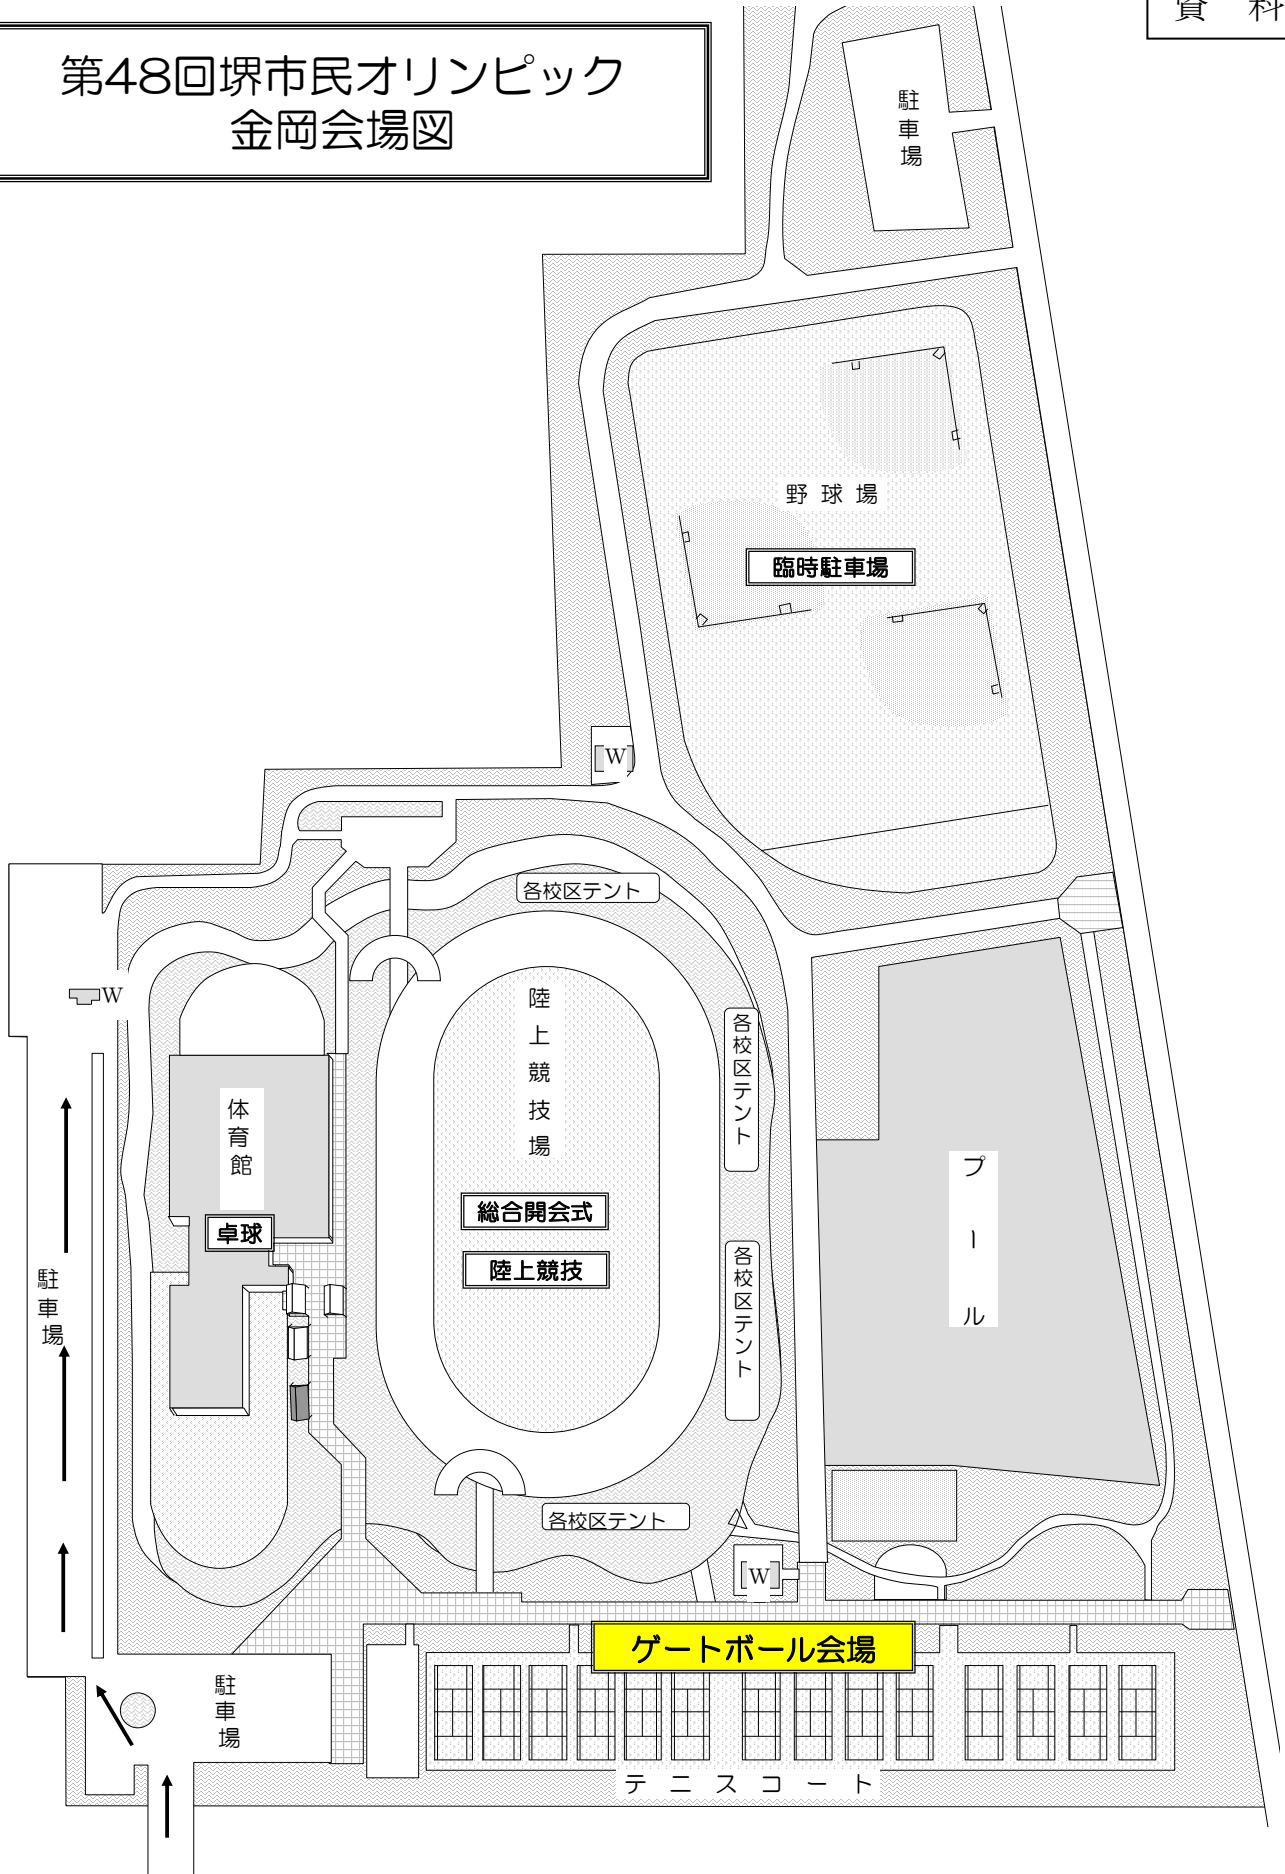 資 料
第48回堺市民オリンピック
金岡会場図
駐車場
野球場
臨時駐車場
W
各校区テント
W
陸上競技場
各校区テント
体育館
卓球
総合開会式
陸上競技
プール
各校区テント
駐車場
各校区テント
W
ゲートボール会場
駐車場
テニスコート